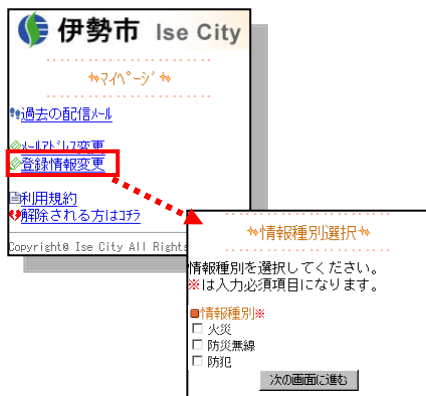 伊勢市 Ise City
ﾏｲﾍﾟｰｼﾞ
過去の配信ﾒｰﾙ
ﾒｰﾙｱﾄﾞﾚｽ変更
登録情報変更
利用規約
解除される方はｺﾁﾗ
Copyright© Ise City All Rights
情報種別選択
情報種別を選択してください。
※は入力必須項目になります。
■情報種別※
□ 火災
□ 防災無線
□ 防犯
次の画面に進む